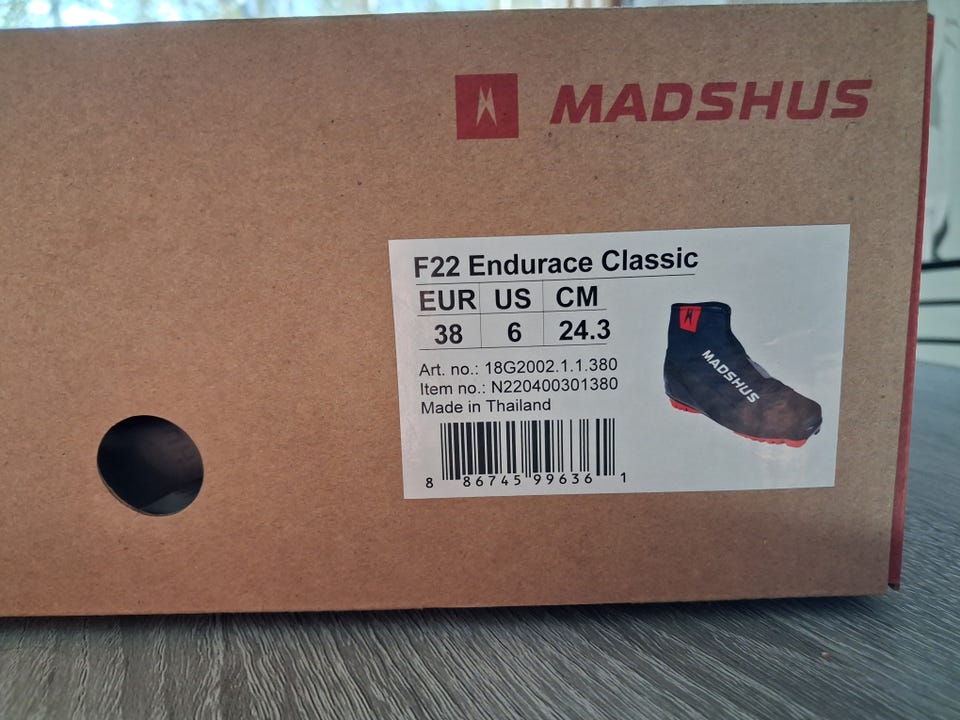 MADSHUS
F22 Endurace Classic
EUR US CM
38 6 24.3
Art. no.: 18G2002.1.1.380
Item no.: N220400301380
Made in Thailand
MADSHUS
8 86745 99636 1